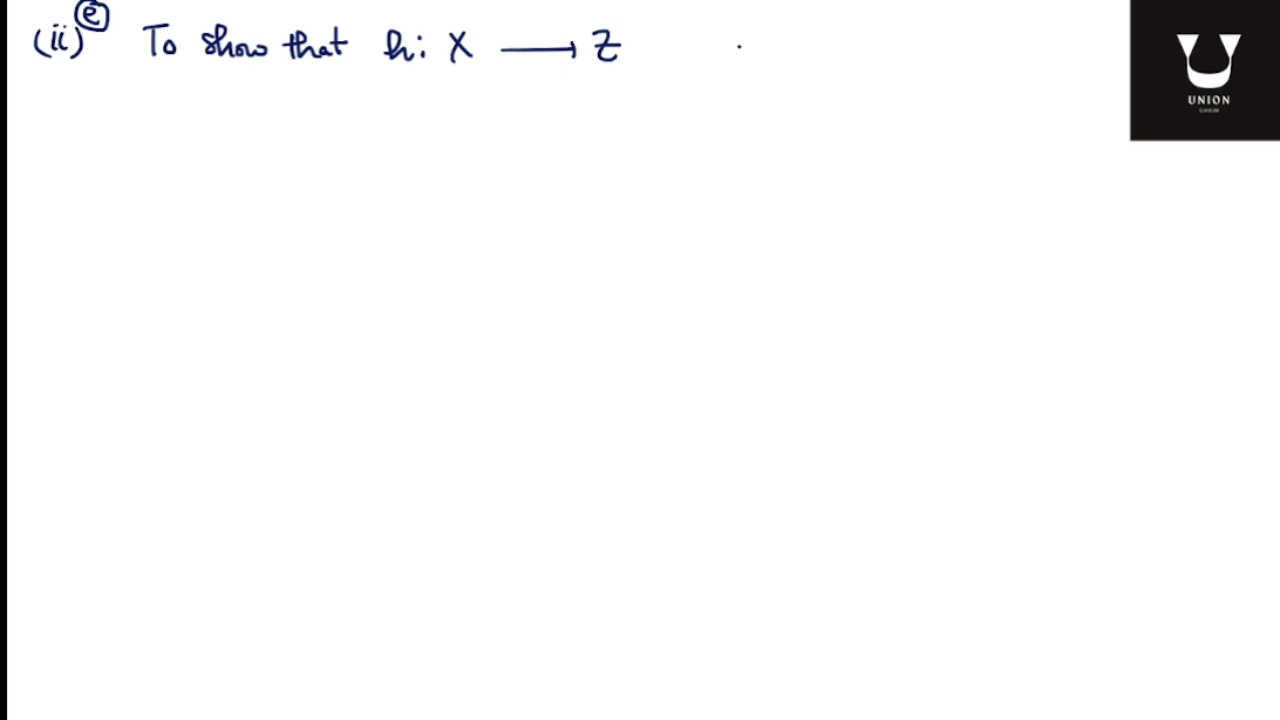 (ii) ⓔ To show that h: X ⟶ Z
UNION